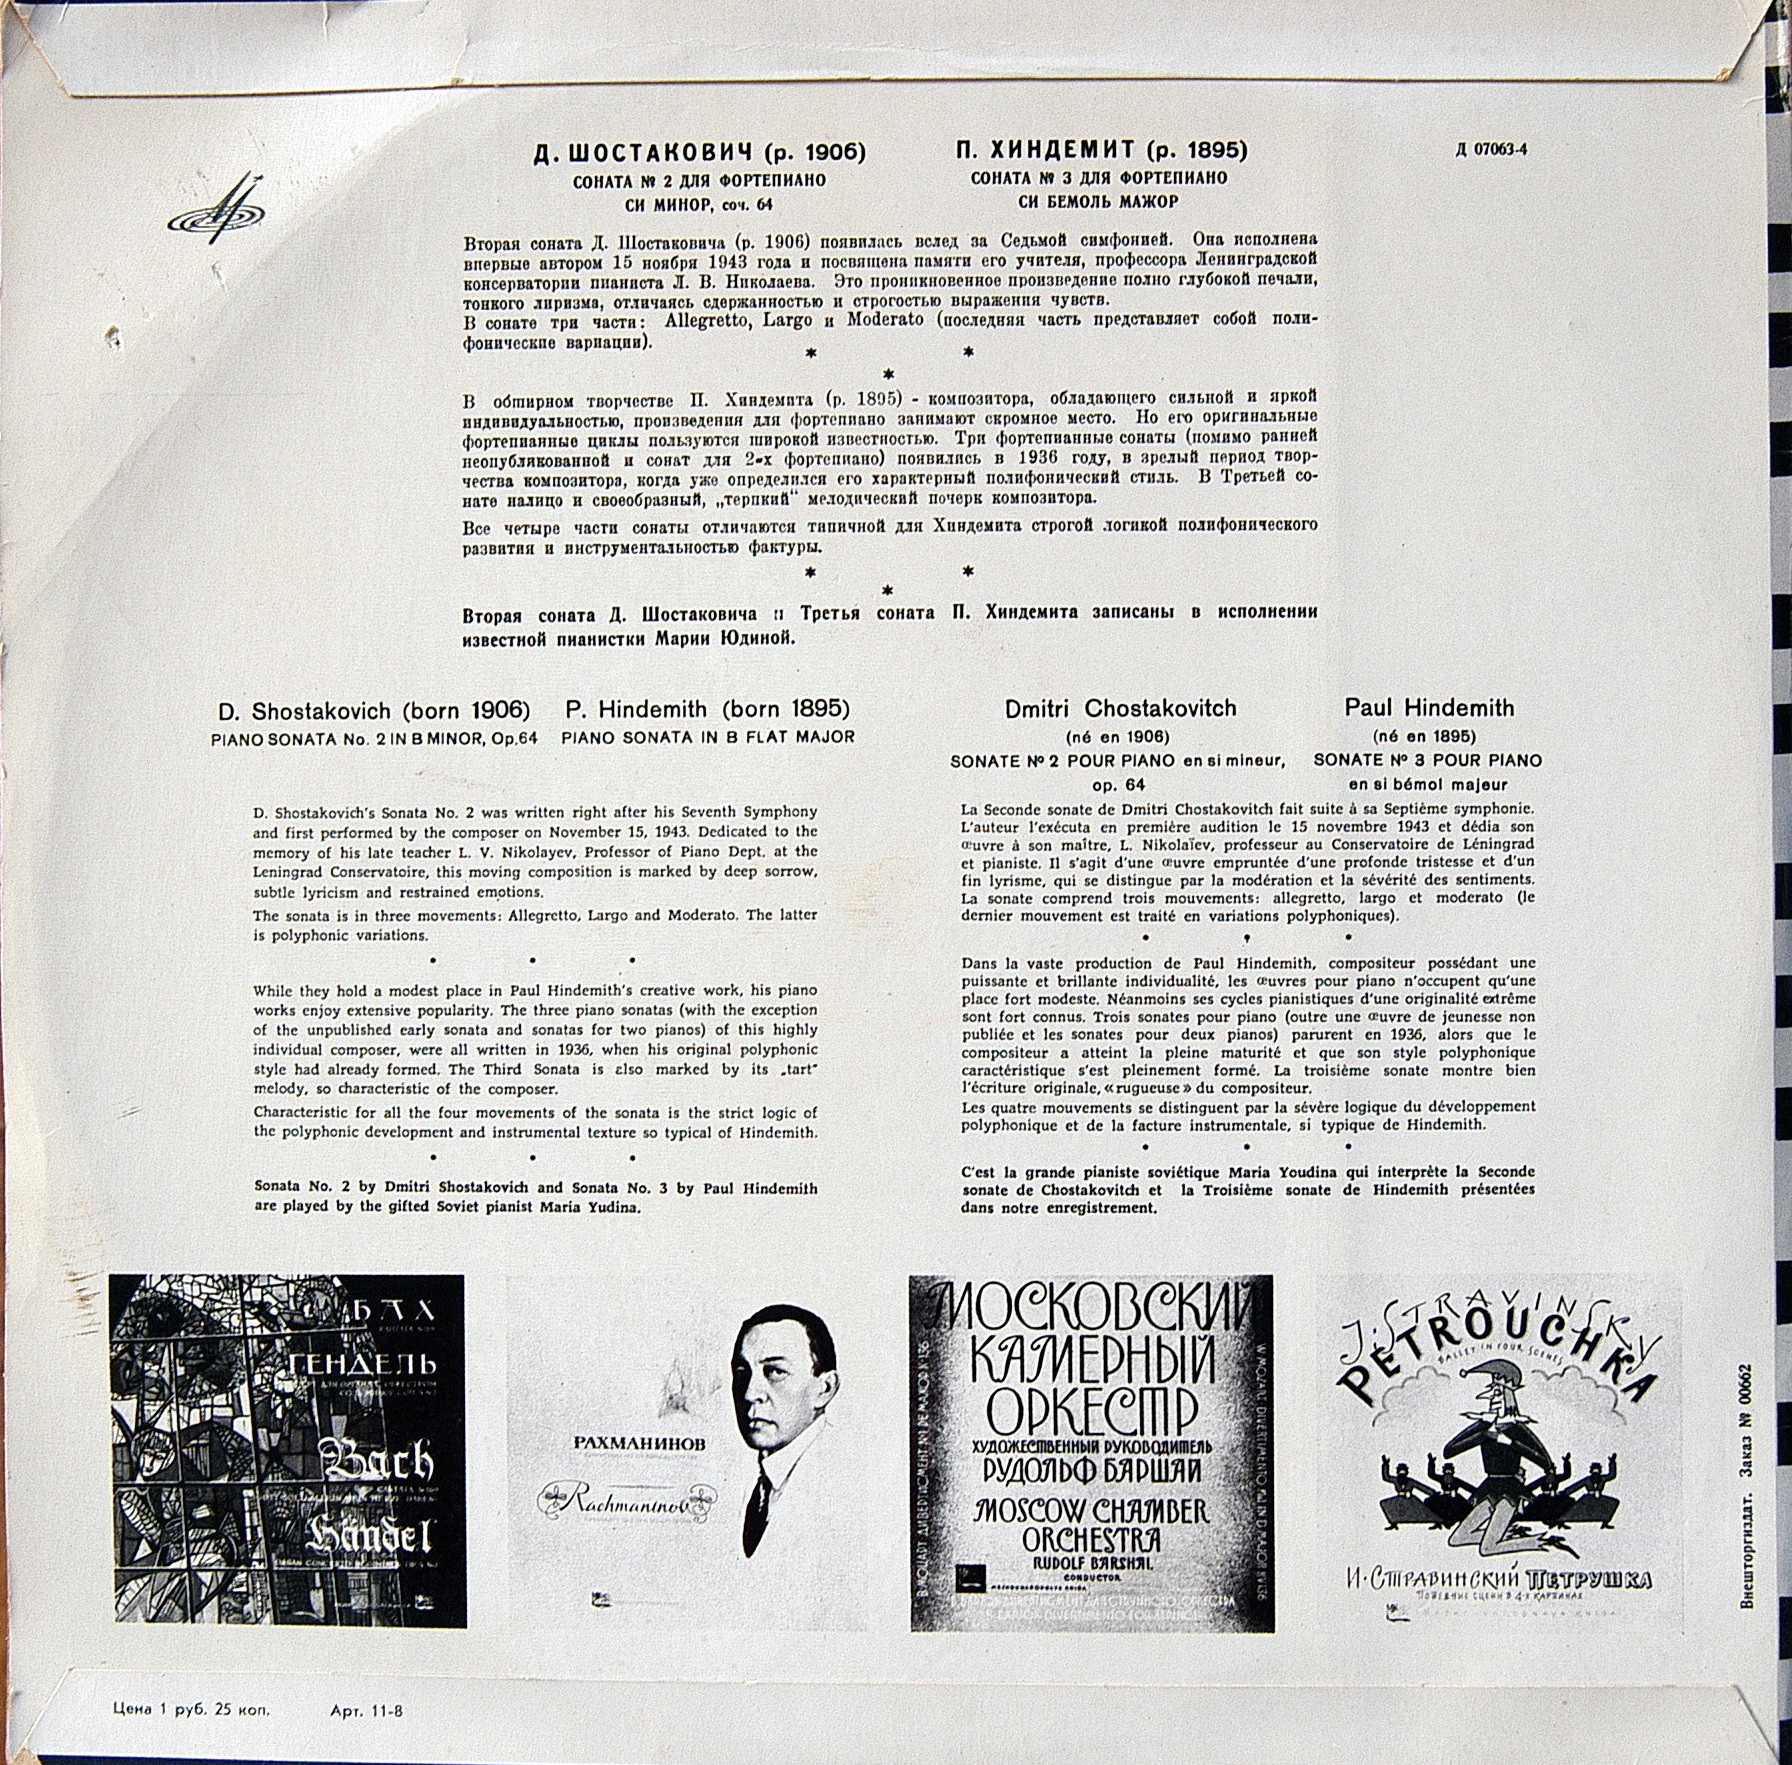 Д. ШОСТАКОВИЧ (р. 1906)
СОНАТА № 2 ДЛЯ ФОРТЕПИАНО
СИ МИНОР, соч. 64
П. ХИНДЕМИТ (р. 1895)
СОНАТА № 3 ДЛЯ ФОРТЕПИАНО
СИ БЕМОЛЬ МАЖОР
Д 07063-4
Вторая соната Д. Шостаковича (р. 1906) появилась вслед за Седьмой симфонией. Она исполнена
впервые автором 15 ноября 1943 года и посвящена памяти его учителя, профессора Ленинградской
консерватории пианиста Л. В. Николаева. Это проникновенное произведение полно глубокой печали,
тонкого лиризма, отличаясь сдержанностью и строгостью выражения чувств.
В сонате три части: Allegretto, Largo и Moderato (последняя часть представляет собой поли-
фонические вариации).
* *
*
В обширном творчестве П. Хиндемита (р. 1895) - композитора, обладающего сильной и яркой
индивидуальностью, произведения для фортепиано занимают скромное место. Но его оригинальные
фортепианные циклы пользуются широкой известностью. Три фортепианные сонаты (помимо ранней
неопубликованной и сонат для 2-х фортепиано) появились в 1936 году, в зрелый период твор-
чества композитора, когда уже определился его характерный полифонический стиль. В Третьей со-
нате налицо и своеобразный, „терпкий“ мелодический почерк композитора.
Все четыре части сонаты отличаются типичной для Хиндемита строгой логикой полифонического
развития и инструментальностью фактуры.
* *
*
Вторая соната Д. Шостаковича и Третья соната П. Хиндемита записаны в исполнении
известной пианистки Марии Юдиной.
D. Shostakovich (born 1906)
PIANO SONATA No. 2 IN B MINOR, Op.64
P. Hindemith (born 1895)
PIANO SONATA IN B FLAT MAJOR
D. Shostakovich's Sonata No. 2 was written right after his Seventh Symphony
and first performed by the composer on November 15, 1943. Dedicated to the
memory of his late teacher L. V. Nikolayev, Professor of Piano Dept. at the
Leningrad Conservatoire, this moving composition is marked by deep sorrow,
subtle lyricism and restrained emotions.
The sonata is in three movements: Allegretto, Largo and Moderato. The latter
is polyphonic variations.
• • •
While they hold a modest place in Paul Hindemith's creative work, his piano
works enjoy extensive popularity. The three piano sonatas (with the exception
of the unpublished early sonata and sonatas for two pianos) of this highly
individual composer, were all written in 1936, when his original polyphonic
style had already formed. The Third Sonata is also marked by its „tart“
melody, so characteristic of the composer.
Characteristic for all the four movements of the sonata is the strict logic of
the polyphonic development and instrumental texture so typical of Hindemith.
• • •
Sonata No. 2 by Dmitri Shostakovich and Sonata No. 3 by Paul Hindemith
are played by the gifted Soviet pianist Maria Yudina.
Dmitri Chostakovitch
(né en 1906)
SONATE № 2 POUR PIANO en si mineur,
op. 64
Paul Hindemith
(né en 1895)
SONATE № 3 POUR PIANO
en si bémol majeur
La Seconde sonate de Dmitri Chostakovitch fait suite à sa Septième symphonie.
L'auteur l'exécuta en première audition le 15 novembre 1943 et dédia son
œuvre à son maître, L. Nikolaïev, professeur au Conservatoire de Léningrad
et pianiste. Il s'agit d'une œuvre empruntée d'une profonde tristesse et d'un
fin lyrisme, qui se distingue par la modération et la sévérité des sentiments.
La sonate comprend trois mouvements: allegretto, largo et moderato (le
dernier mouvement est traité en variations polyphoniques).
• • •
Dans la vaste production de Paul Hindemith, compositeur possédant une
puissante et brillante individualité, les œuvres pour piano n'occupent qu'une
place fort modeste. Néanmoins ses cycles pianistiques d'une originalité extrême
sont fort connus. Trois sonates pour piano (outre une œuvre de jeunesse non
publiée et les sonates pour deux pianos) parurent en 1936, alors que le
compositeur a atteint la pleine maturité et que son style polyphonique
caractéristique s'est pleinement formé. La troisième sonate montre bien
l'écriture originale, «rugueuse» du compositeur.
Les quatre mouvements se distinguent par la sévère logique du développement
polyphonique et de la facture instrumentale, si typique de Hindemith.
• • •
C'est la grande pianiste soviétique Maria Youdina qui interprète la Seconde
sonate de Chostakovitch et la Troisième sonate de Hindemith présentées
dans notre enregistrement.
БАХ
ГЕНДЕЛЬ
Bach
Händel
РАХМАНИНОВ
Rachmaninov
МОСКОВСКИЙ
КАМЕРНЫЙ
ОРКЕСТР
ХУДОЖЕСТВЕННЫЙ РУКОВОДИТЕЛЬ
РУДОЛЬФ БАРШАЙ
MOSCOW CHAMBER
ORCHESTRA
RUDOLF BARSHAI,
CONDUCTOR
J. STRAVINSKY
PETROUCHKA
BALLET IN FOUR SCENES
И·СТРАВИНСКИЙ ПЕТРУШКА
Внешторгиздат. Заказ № 00662
Цена 1 руб. 25 коп. Арт. 11-8